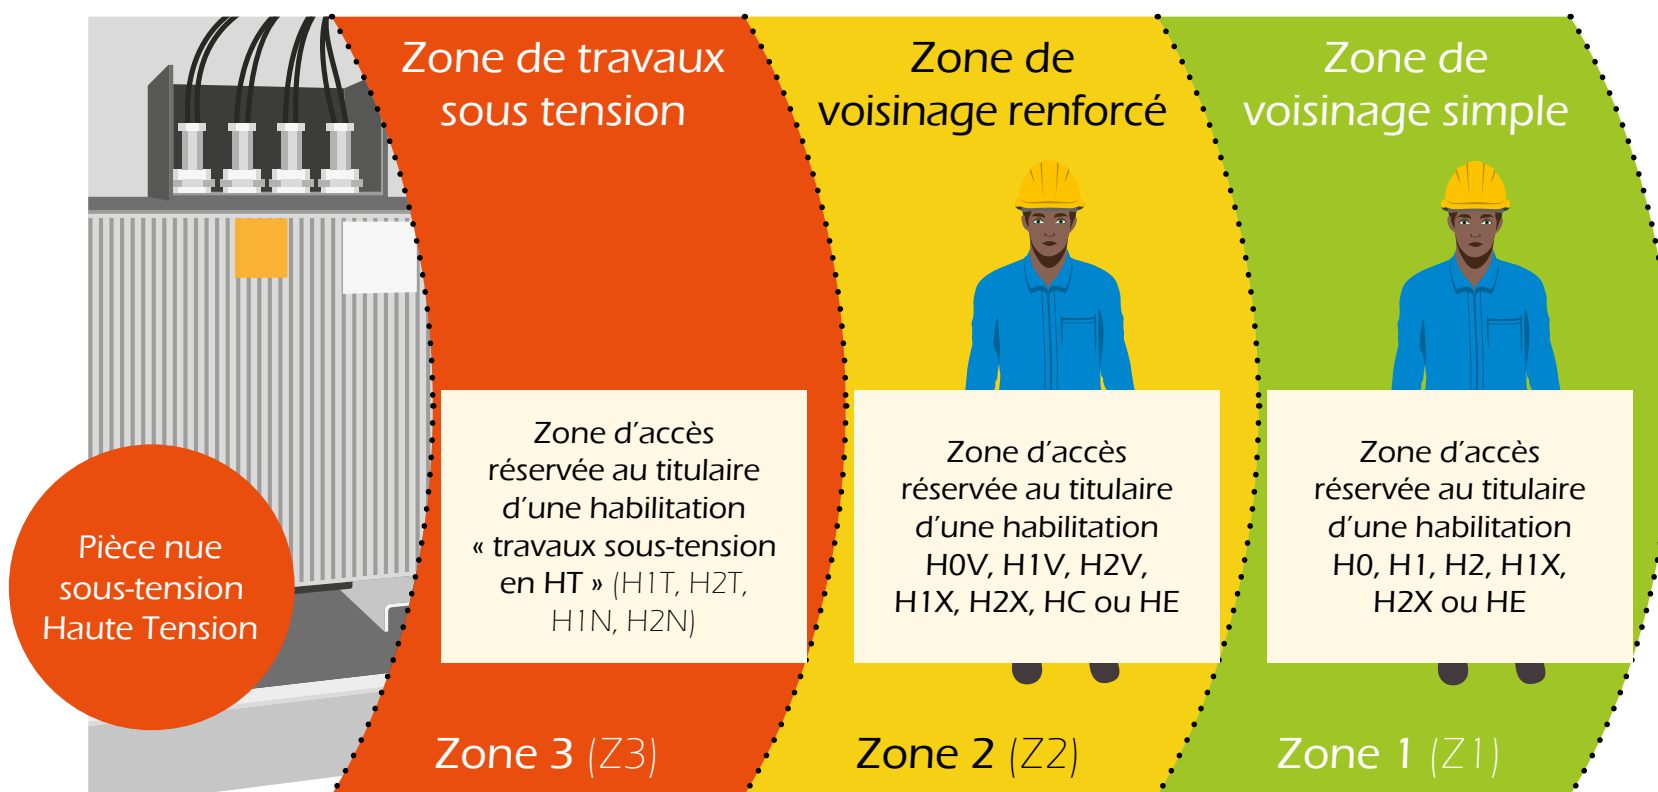 Zone de travaux
sous tension
Zone d’accès
réservée au titulaire
d’une habilitation
« travaux sous-tension
en HT » (H1T, H2T,
H1N, H2N)
Zone 3 (Z3)
Zone de
voisinage renforcé
Zone d’accès
réservée au titulaire
d’une habilitation
H0V, H1V, H2V,
H1X, H2X, HC ou HE
Zone 2 (Z2)
Zone de
voisinage simple
Zone d’accès
réservée au titulaire
d’une habilitation
H0, H1, H2, H1X,
H2X ou HE
Zone 1 (Z1)
Pièce nue
sous-tension
Haute Tension